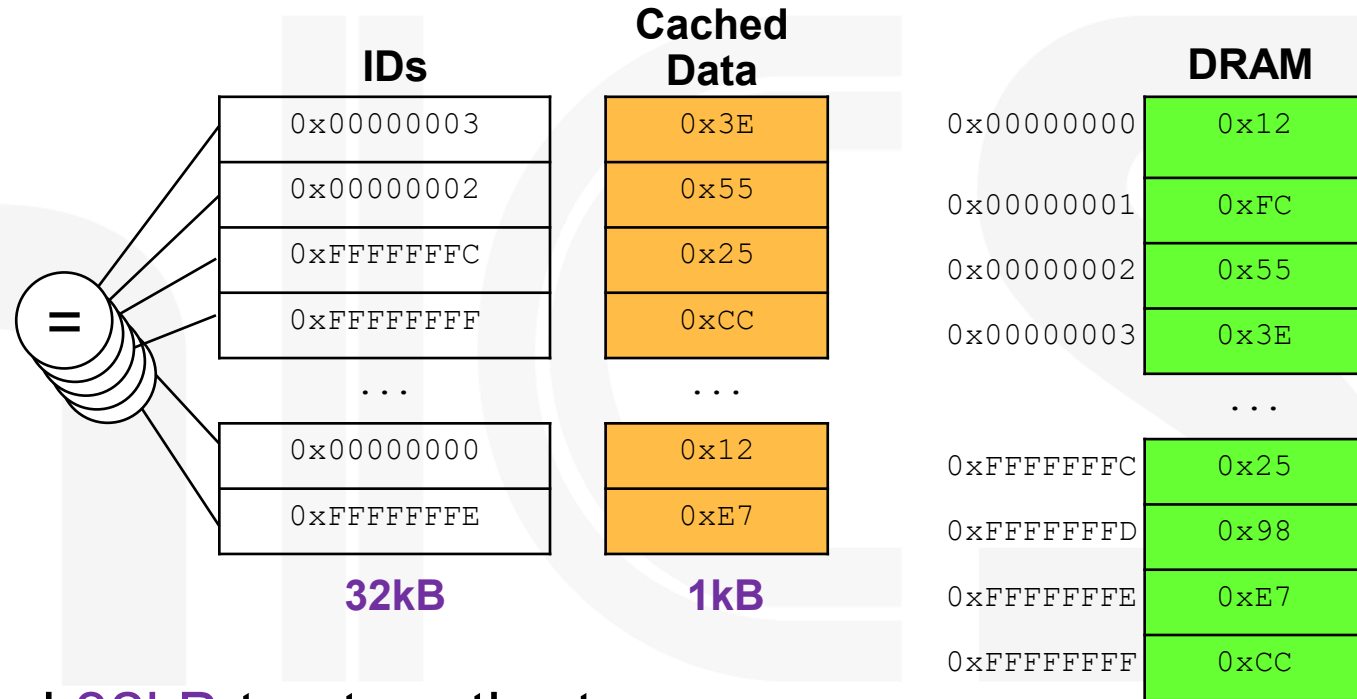 IDs
Cached
Data
DRAM
0x00000003 0x3E
0x00000002 0x55
0xFFFFFFFC 0x25
0xFFFFFFFF 0xCC
... ...
0x00000000 0x12
0xFFFFFFFE 0xE7
32kB 1kB
=
0x00000000 0x12
0x00000001 0xFC
0x00000002 0x55
0x00000003 0x3E
...
0xFFFFFFFC 0x25
0xFFFFFFFD 0x98
0xFFFFFFFE 0xE7
0xFFFFFFFF 0xCC